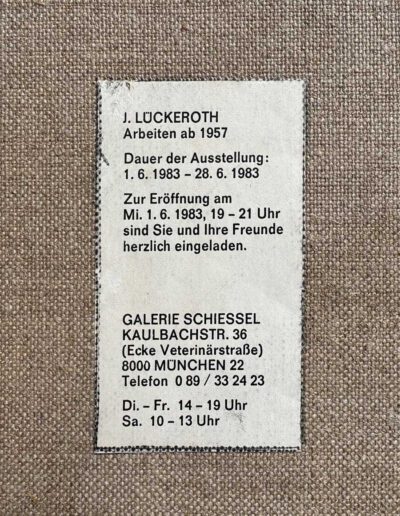 J. LÜCKEROTH
Arbeiten ab 1957
Dauer der Ausstellung:
1. 6. 1983 – 28. 6. 1983
Zur Eröffnung am
Mi. 1. 6. 1983, 19 – 21 Uhr
sind Sie und Ihre Freunde
herzlich eingeladen.
GALERIE SCHIESSEL
KAULBACHSTR. 36
(Ecke Veterinärstraße)
8000 MÜNCHEN 22
Telefon 0 89 / 33 24 23
Di. – Fr. 14 – 19 Uhr
Sa. 10 – 13 Uhr